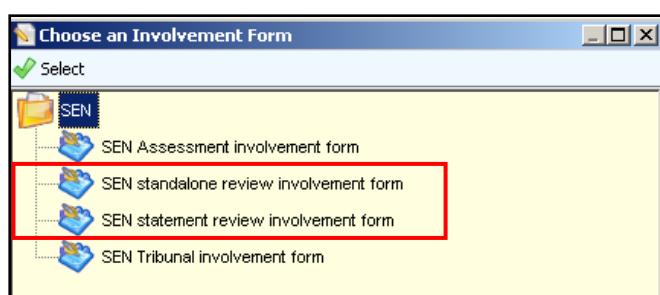 Choose an Involvement Form
Select
SEN
SEN Assessment involvement form
SEN standalone review involvement form
SEN statement review involvement form
SEN Tribunal involvement form